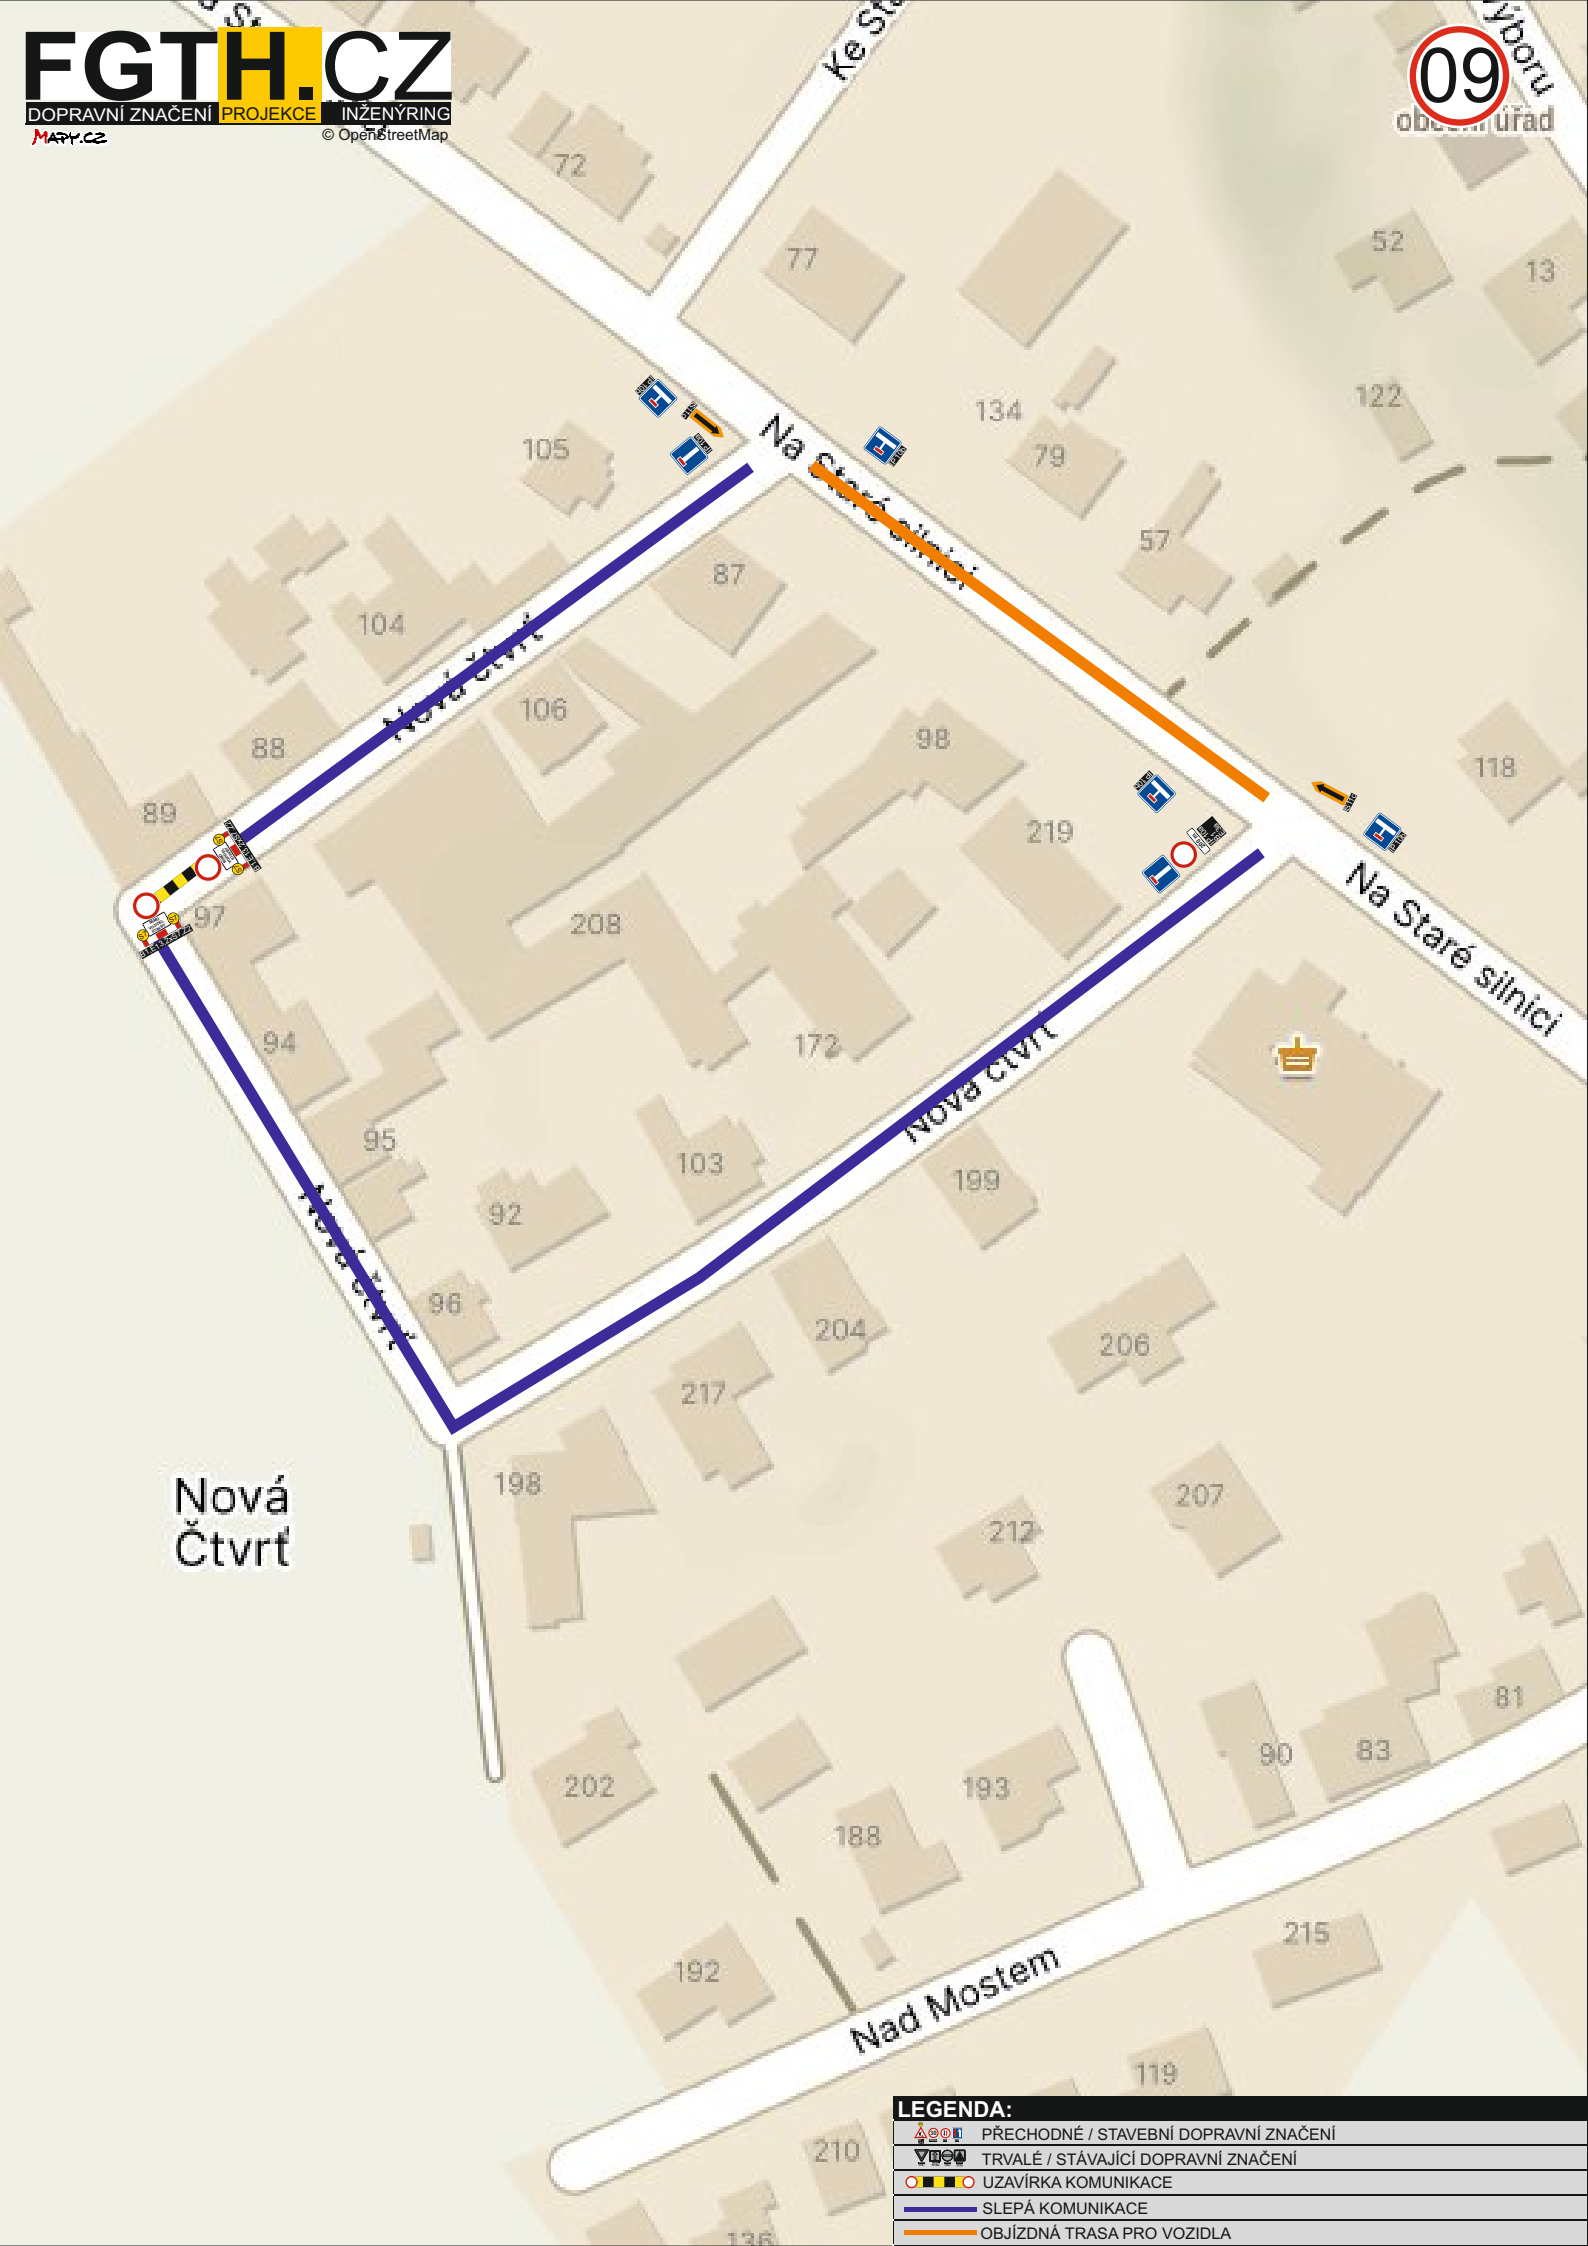 FGTH.CZ
DOPRAVNÍ ZNAČENÍ PROJEKCE INŽENÝRING
Mapy.cz
© OpenStreetMap
Ke Sta
výboru
09
obecní úřad
72
77
52
13
122
134
79
105
Na Staré silnici
57
87
104
Nová čtvrť
106
88
98
118
89
219
97
208
Na Staré silnici
94
172
Nová čtvrť
95
103
199
92
Nová čtvrť
96
204
206
217
198
207
Nová
Čtvrť
212
81
90
83
202
193
188
215
192
Nad Mostem
119
210
136
LEGENDA:
PŘECHODNÉ / STAVEBNÍ DOPRAVNÍ ZNAČENÍ
TRVALÉ / STÁVAJÍCÍ DOPRAVNÍ ZNAČENÍ
UZAVÍRKA KOMUNIKACE
SLEPÁ KOMUNIKACE
OBJÍZDNÁ TRASA PRO VOZIDLA